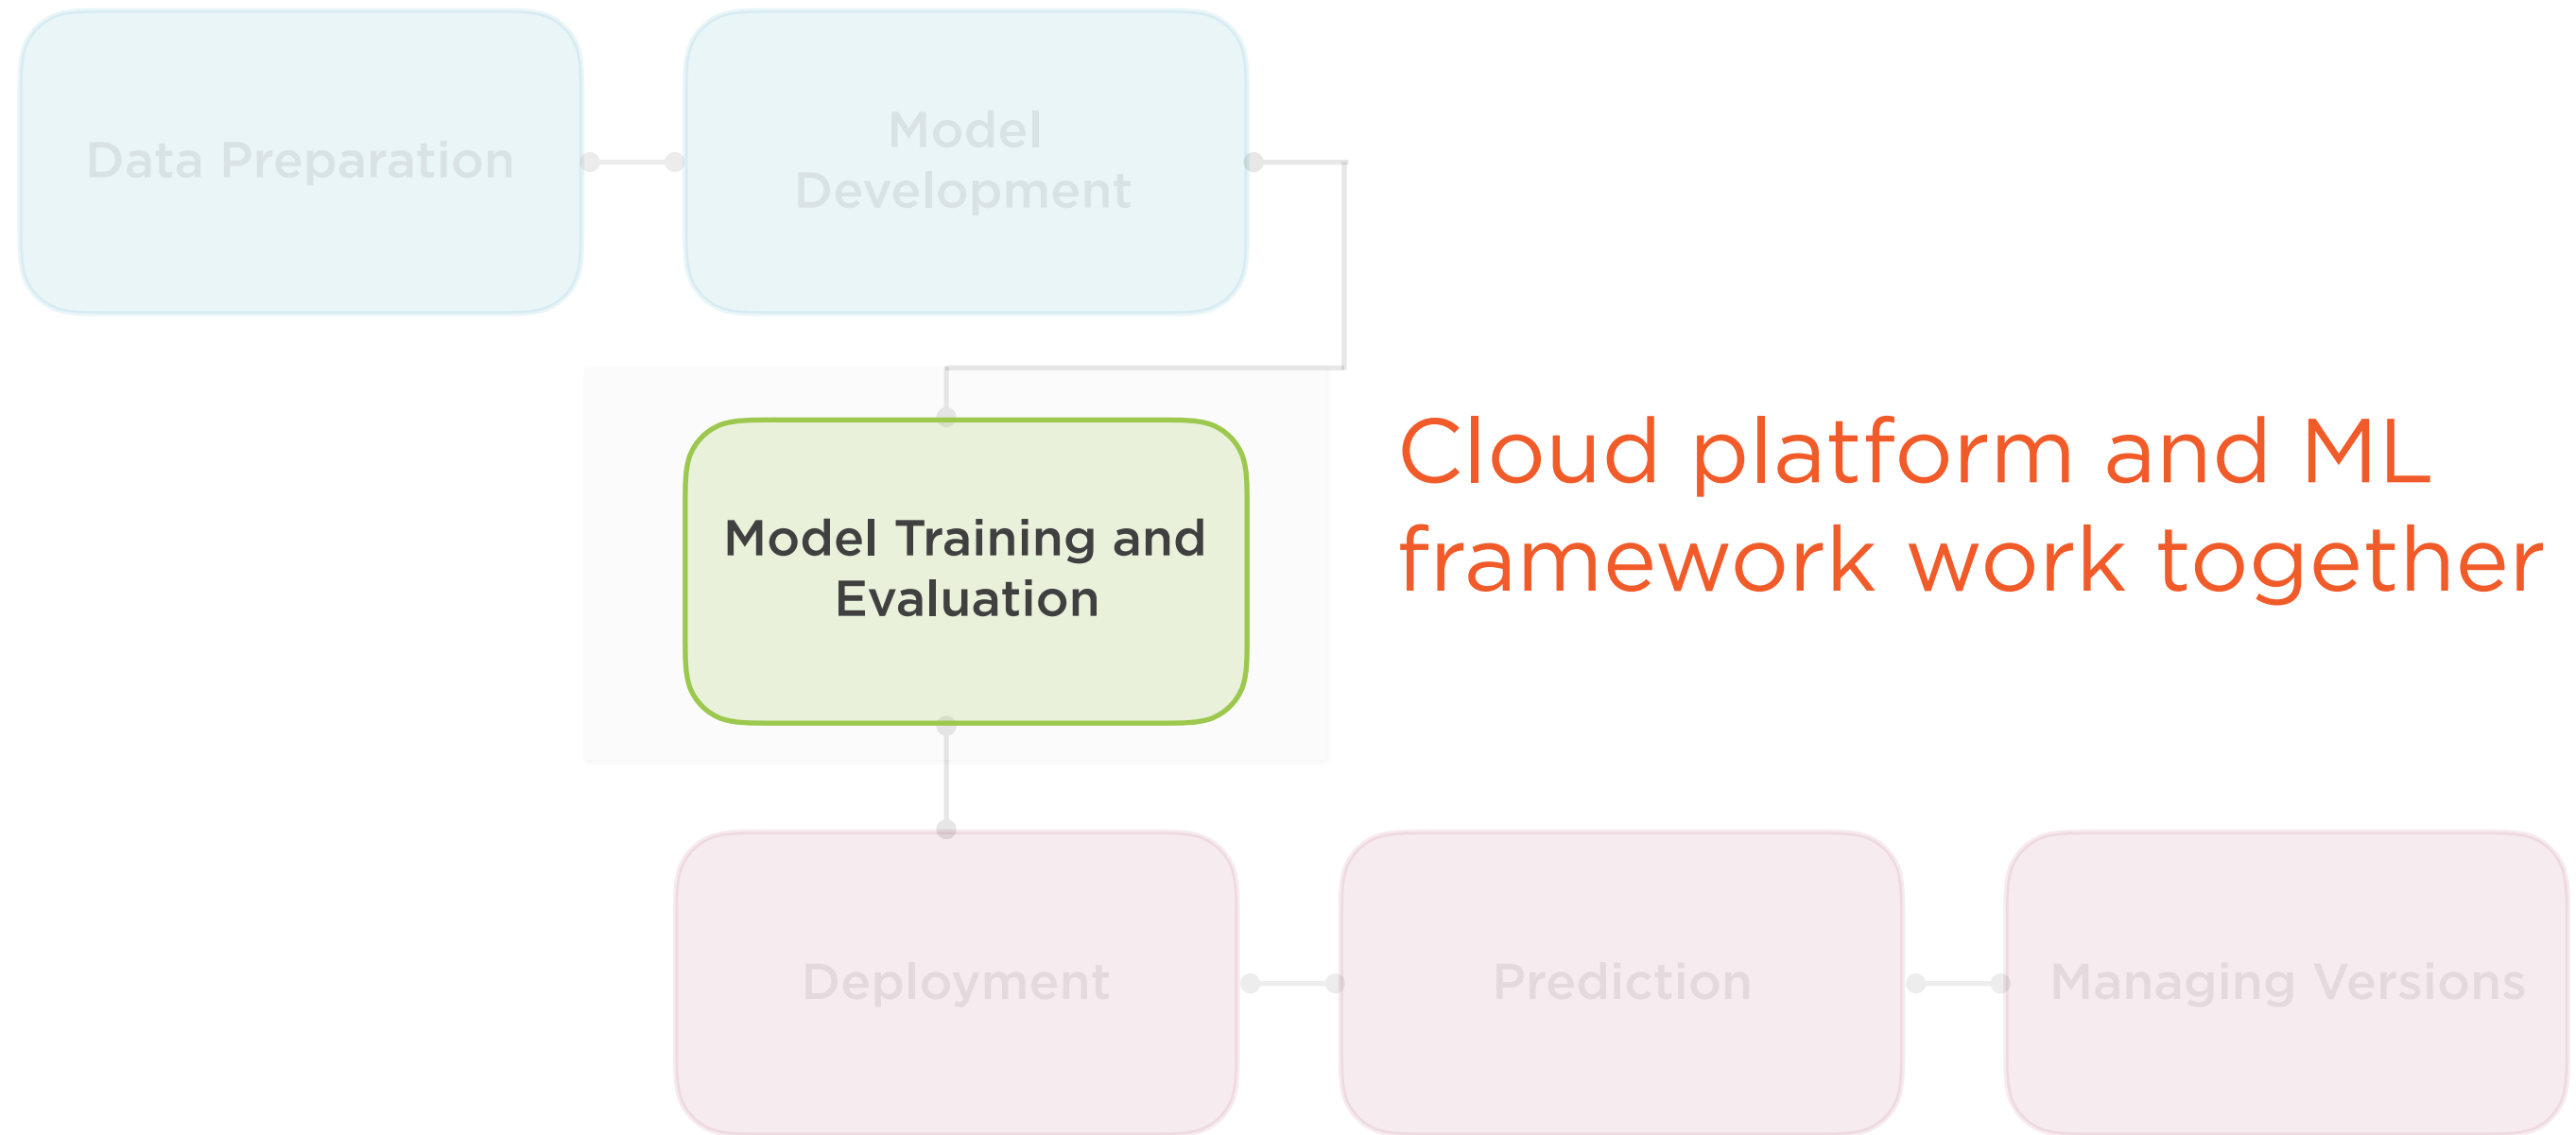 Data Preparation
Model
Development
Model Training and
Evaluation
Cloud platform and ML
framework work together
Deployment
Prediction
Managing Versions